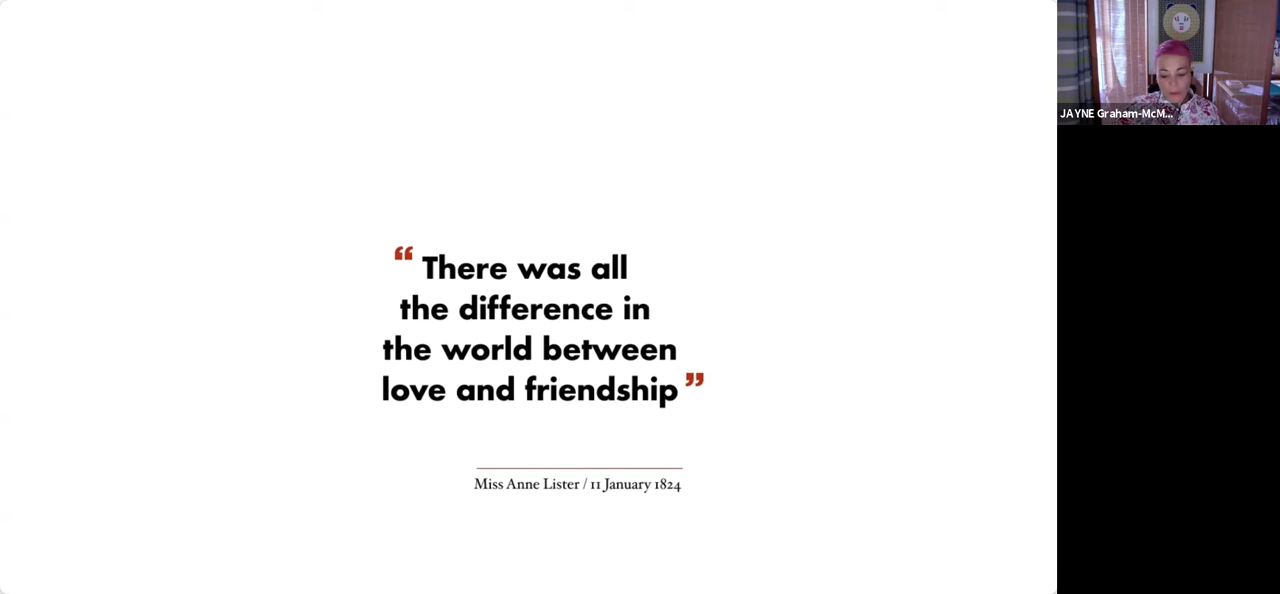 “ There was all
the difference in
the world between
love and friendship ”
Miss Anne Lister / 11 January 1824
JAYNE Graham-McM...